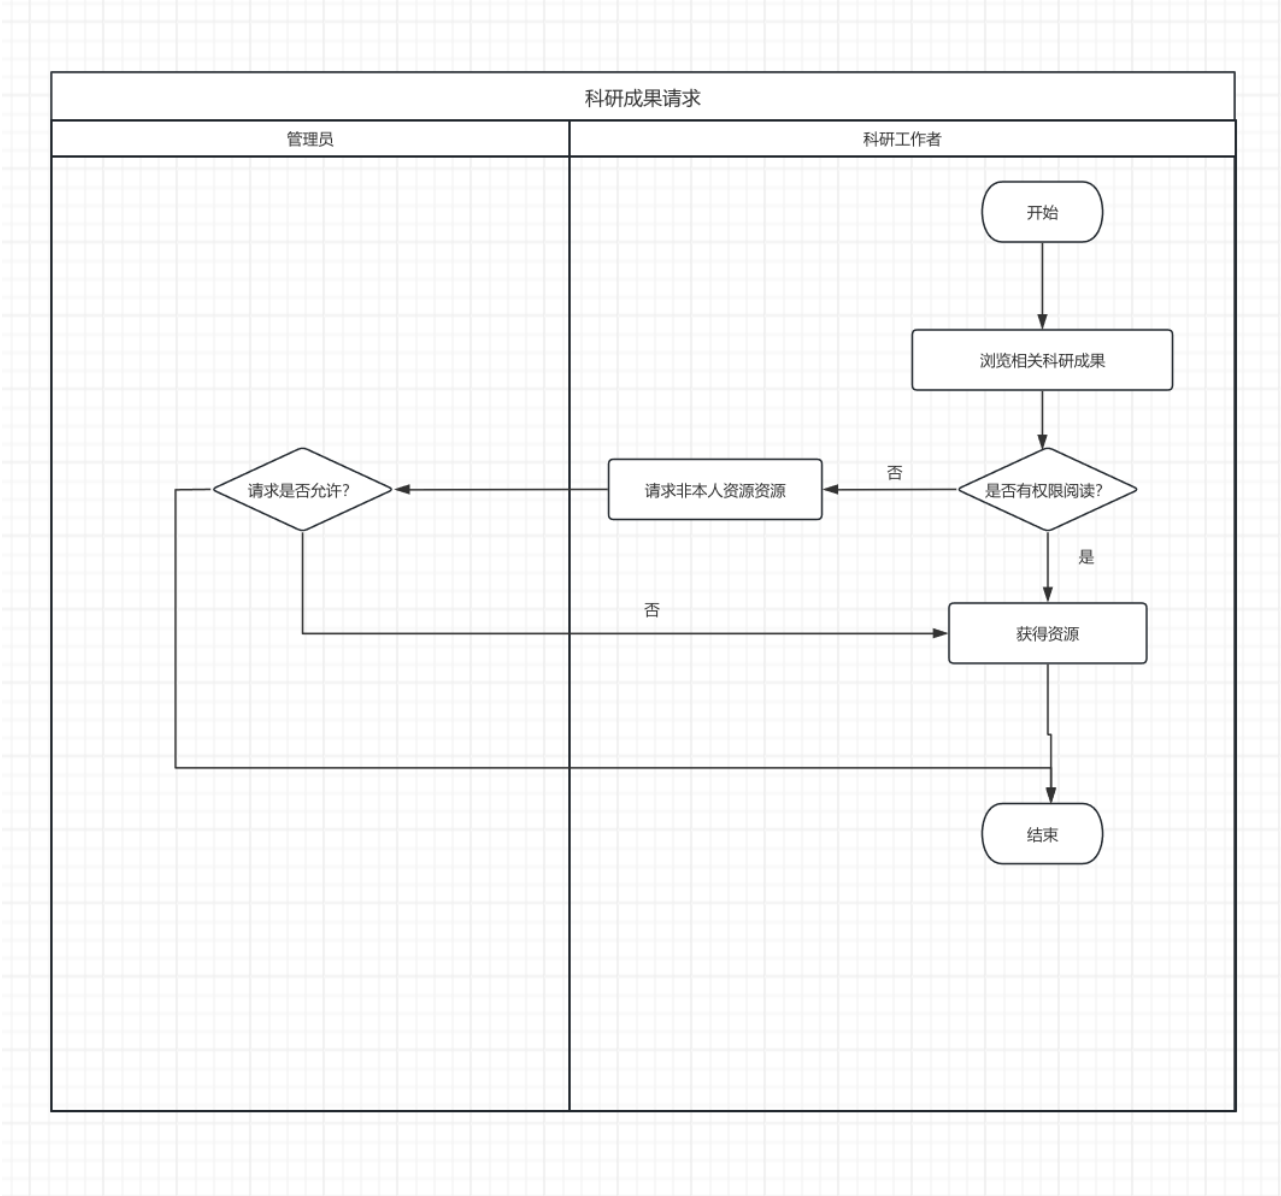 科研成果请求
管理员
科研工作者
开始
浏览相关科研成果
请求是否允许?
请求非本人资源资源
否
是否有权限阅读?
是
否
获得资源
结束